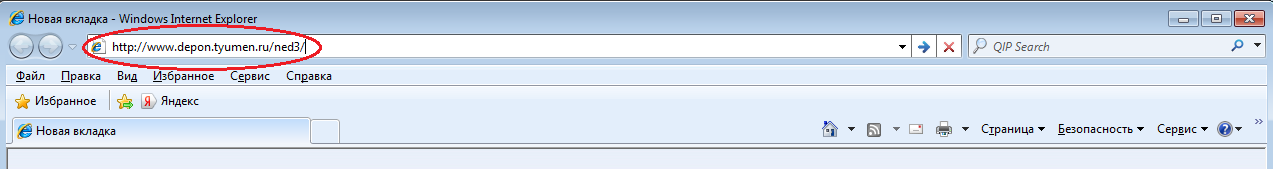 Новая вкладка - Windows Internet Explorer
http://www.depon.tyumen.ru/ned3/
QIP Search
Файл Правка Вид Избранное Сервис Справка
Избранное Яндекс
Новая вкладка
Страница Безопасность Сервис